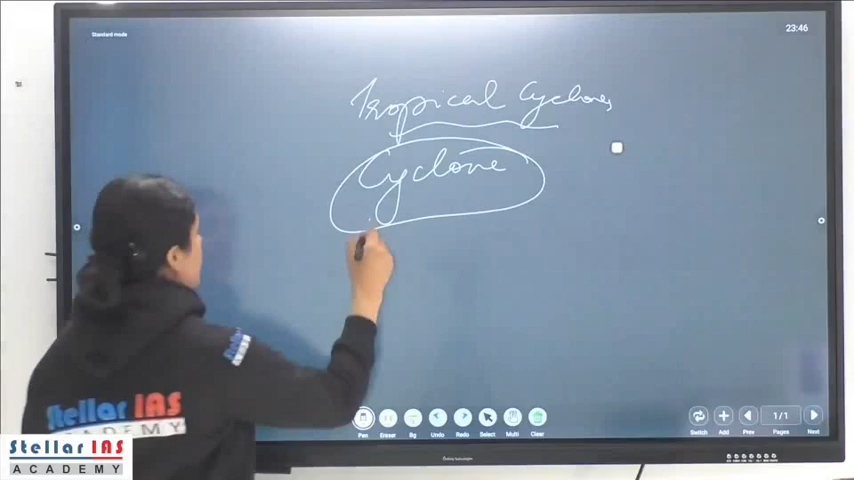 Standard mode
23:46
Tropical Cyclones
Cyclone
Stellar IAS
ACADEMY
Pen
Eraser
Bg
Undo
Redo
Select
Multi
Clear
Switch
Add
Prev
1/1
Pages
Next
Stellar IAS
ACADEMY